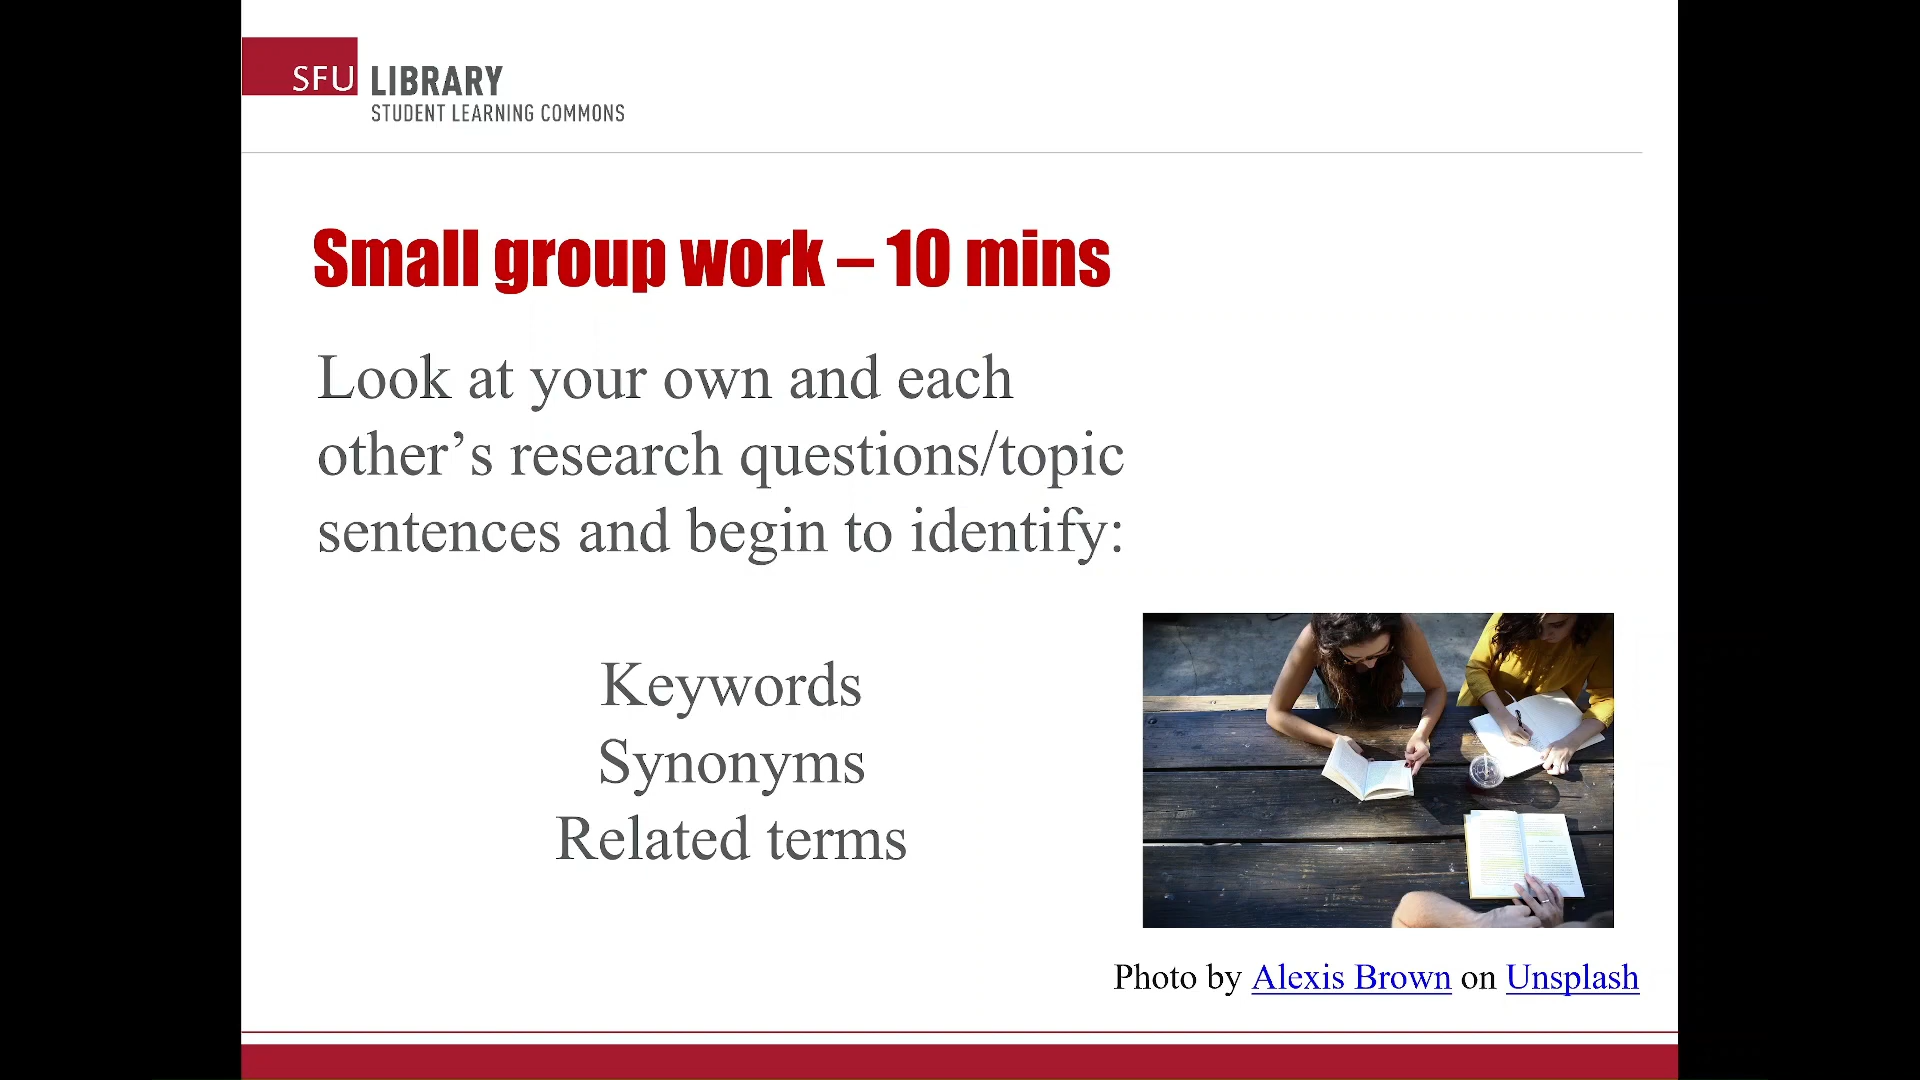 SFU LIBRARY
STUDENT LEARNING COMMONS
Small group work – 10 mins
Look at your own and each
other’s research questions/topic
sentences and begin to identify:
Keywords
Synonyms
Related terms
Photo by Alexis Brown on Unsplash